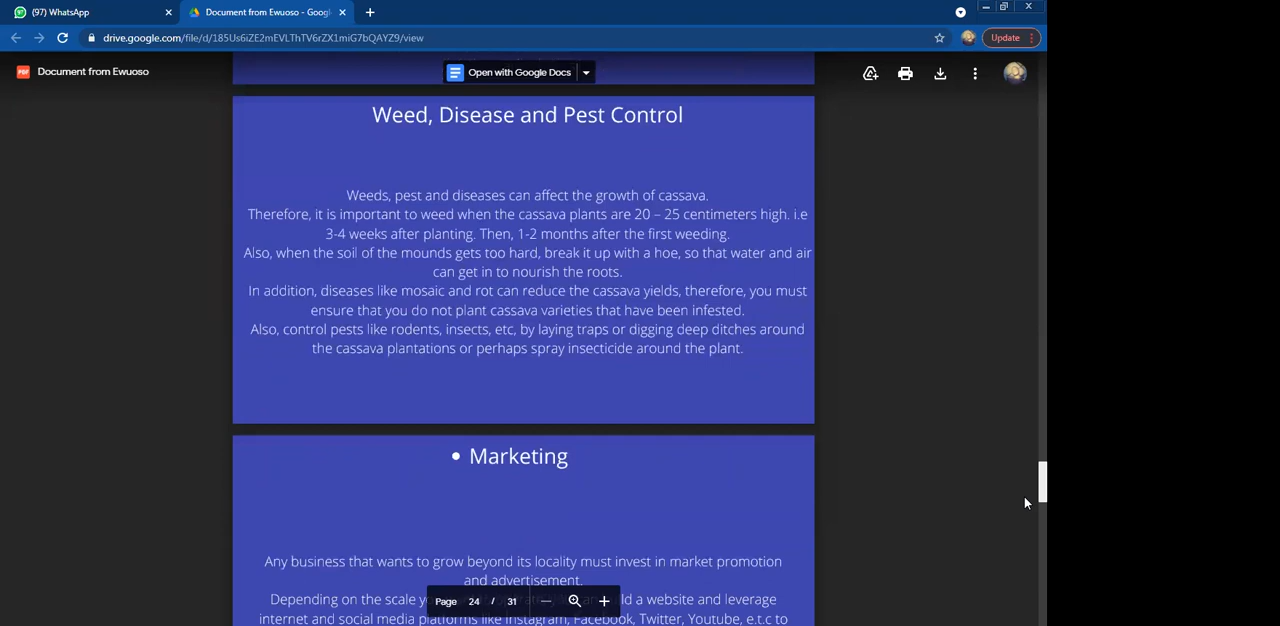 (97) WhatsApp
Document from Ewuoso - Googl
drive.google.com/file/d/185Us6iZE2mEVLThTV6rZX1miG7bQAYZ9/view
Update
PDF
Document from Ewuoso
Open with Google Docs
Weed, Disease and Pest Control
Weeds, pest and diseases can affect the growth of cassava.
Therefore, it is important to weed when the cassava plants are 20 – 25 centimeters high. i.e
3-4 weeks after planting. Then, 1-2 months after the first weeding.
Also, when the soil of the mounds gets too hard, break it up with a hoe, so that water and air
can get in to nourish the roots.
In addition, diseases like mosaic and rot can reduce the cassava yields, therefore, you must
ensure that you do not plant cassava varieties that have been infested.
Also, control pests like rodents, insects, etc, by laying traps or digging deep ditches around
the cassava plantations or perhaps spray insecticide around the plant.
• Marketing
Any business that wants to grow beyond its locality must invest in market promotion
and advertisement.
Depending on the scale a website and leverage
internet and social media platforms like Instagram, Facebook, Twitter, Youtube, e.t.c to
Page 24 / 31